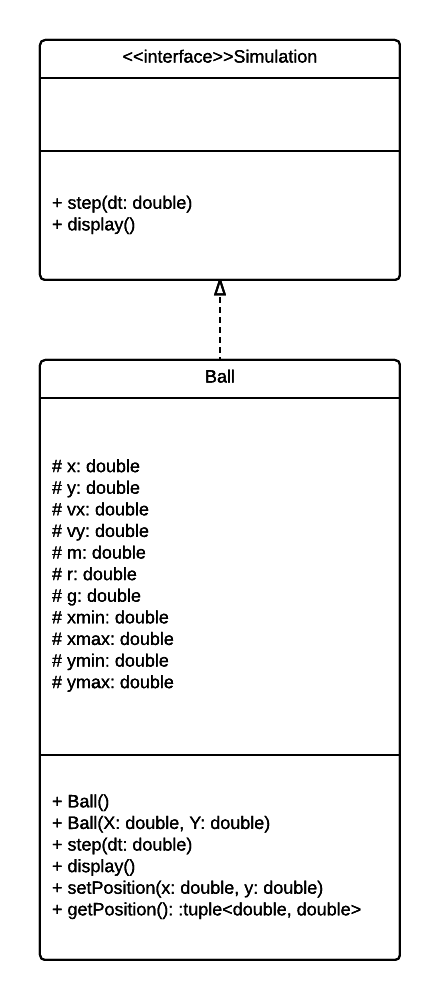 <<interface>>Simulation
+ step(dt: double)
+ display()
Ball
# x: double
# y: double
# vx: double
# vy: double
# m: double
# r: double
# g: double
# xmin: double
# xmax: double
# ymin: double
# ymax: double
+ Ball()
+ Ball(X: double, Y: double)
+ step(dt: double)
+ display()
+ setPosition(x: double, y: double)
+ getPosition(): :tuple<double, double>